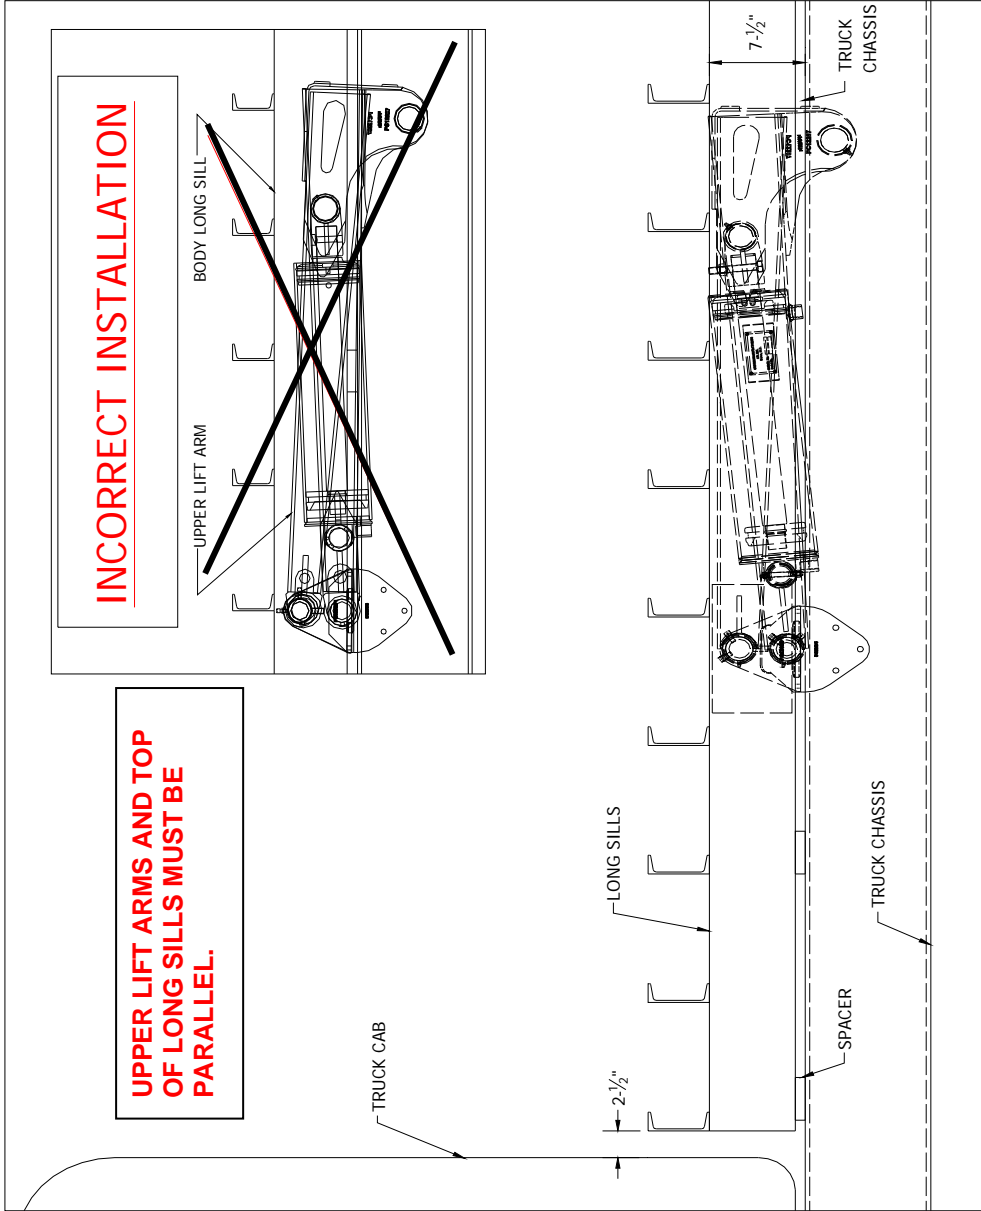 INCORRECT INSTALLATION
UPPER LIFT ARM
BODY LONG SILL
UPPER LIFT ARMS AND TOP
OF LONG SILLS MUST BE
PARALLEL.
TRUCK CAB
2-½"
LONG SILLS
7-½"
TRUCK
CHASSIS
SPACER
TRUCK CHASSIS